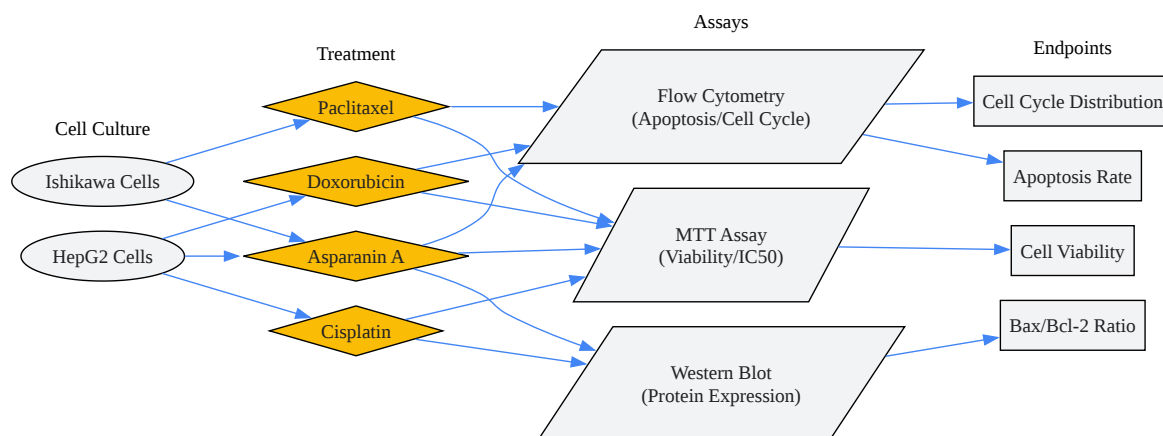 Cell Culture
Ishikawa Cells
HepG2 Cells
Treatment
Paclitaxel
Doxorubicin
Asparanin A
Cisplatin
Assays
Flow Cytometry
(Apoptosis/Cell Cycle)
MTT Assay
(Viability/IC50)
Western Blot
(Protein Expression)
Endpoints
Cell Cycle Distribution
Apoptosis Rate
Cell Viability
Bax/Bcl-2 Ratio